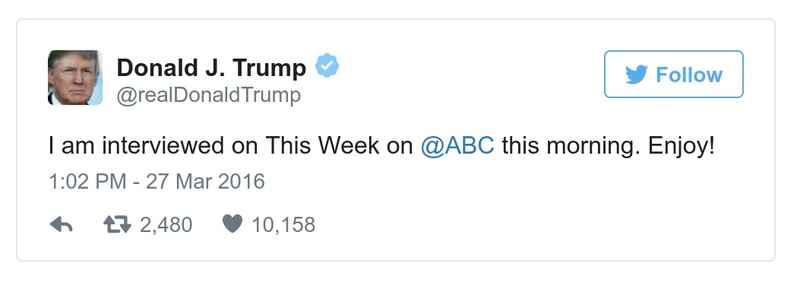 Donald J. Trump
@realDonaldTrump
Follow
I am interviewed on This Week on @ABC this morning. Enjoy!
1:02 PM - 27 Mar 2016
2,480 10,158